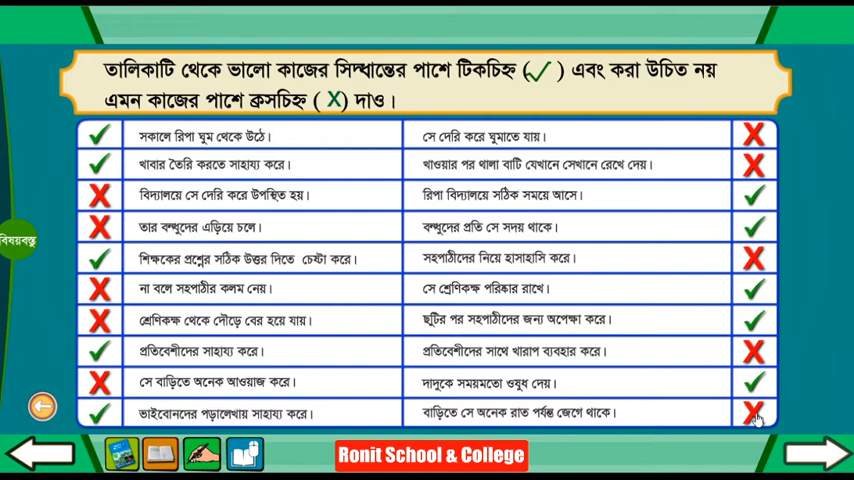 তালিকাটি থেকে ভালো কাজের সিদ্ধান্তের পাশে টিকচিহ্ন (✓) এবং করা উচিত নয়
এমন কাজের পাশে ক্রসচিহ্ন ( X) দাও।
✓ সকালে রিপা ঘুম থেকে উঠে। সে দেরি করে ঘুমাতে যায়। X
✓ খাবার তৈরি করতে সাহায্য করে। খাওয়ার পর থালা বাটি যেখানে সেখানে রেখে দেয়। X
X বিদ্যালয়ে সে দেরি করে উপস্থিত হয়। রিপা বিদ্যালয়ে সঠিক সময়ে আসে। ✓
X তার বন্ধুদের এড়িয়ে চলে। বন্ধুদের প্রতি সে সদয় থাকে। ✓
✓ শিক্ষকের প্রশ্নের সঠিক উত্তর দিতে চেষ্টা করে। সহপাঠীদের নিয়ে হাসাহাসি করে। X
X না বলে সহপাঠীর কলম নেয়। সে শ্রেণিকক্ষ পরিষ্কার রাখে। ✓
X শ্রেণিকক্ষ থেকে দৌড়ে বের হয়ে যায়। ছুটির পর সহপাঠীদের জন্য অপেক্ষা করে। ✓
✓ প্রতিবেশীদের সাহায্য করে। প্রতিবেশীদের সাথে খারাপ ব্যবহার করে। X
X সে বাড়িতে অনেক আওয়াজ করে। দাদুকে সময়মতো ওষুধ দেয়। ✓
✓ ভাইবোনদের পড়ালেখায় সাহায্য করে। বাড়িতে সে অনেক রাত পর্যন্ত জেগে থাকে। X
বিষয়বস্তু
Ronit School & College